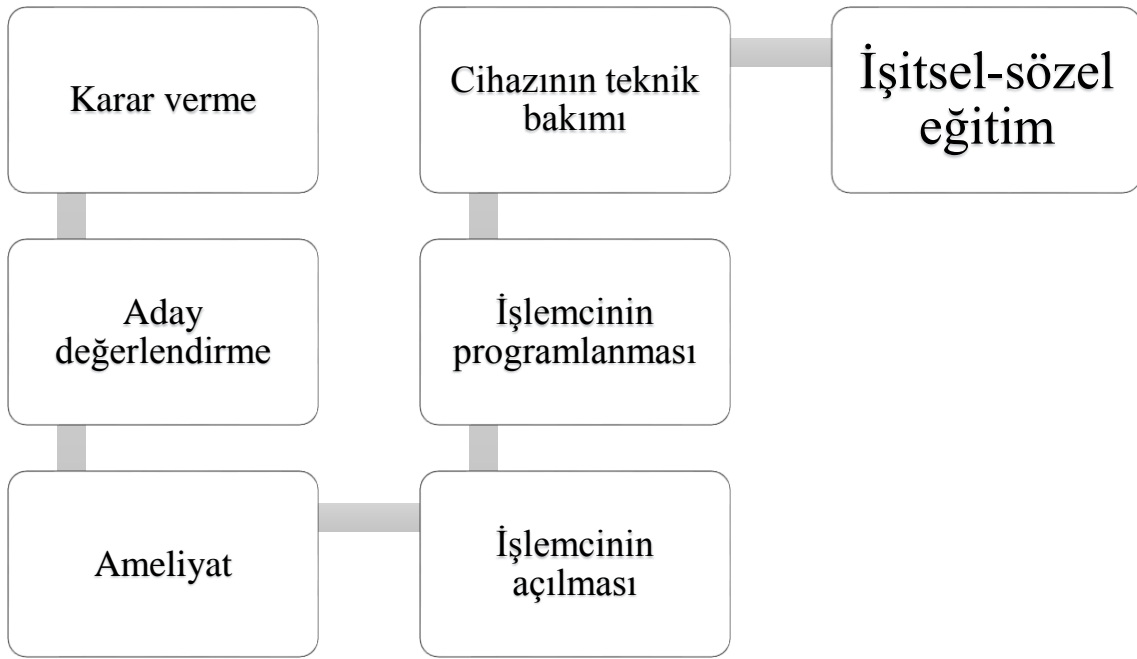 Karar verme
Aday
değerlendirme
Ameliyat
İşlemcinin
açılması
İşlemcinin
programlanması
Cihazının teknik
bakımı
İşitsel-sözel
eğitim